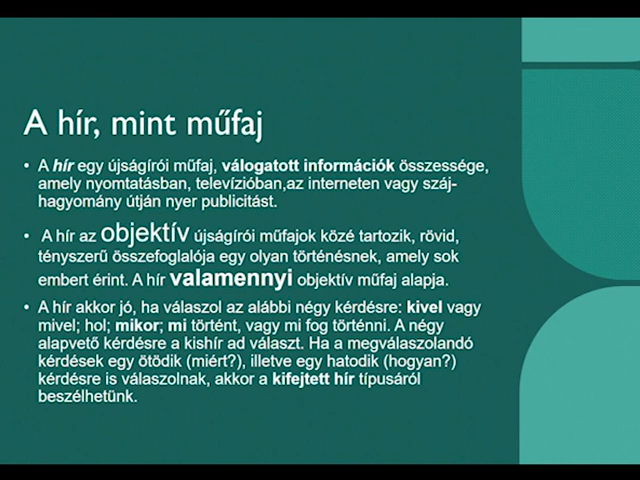 A hír, mint műfaj
• A hír egy újságírói műfaj, válogatott információk összessége,
amely nyomtatásban, televízióban,az interneten vagy száj-
hagyomány útján nyer publicitást.
• A hír az objektív újságírói műfajok közé tartozik, rövid,
tényszerű összefoglalója egy olyan történésnek, amely sok
embert érint. A hír valamennyi objektív műfaj alapja.
• A hír akkor jó, ha válaszol az alábbi négy kérdésre: kivel vagy
mivel; hol; mikor; mi történt, vagy mi fog történni. A négy
alapvető kérdésre a kishír ad választ. Ha a megválaszolandó
kérdések egy ötödik (miért?), illetve egy hatodik (hogyan?)
kérdésre is válaszolnak, akkor a kifejtett hír típusáról
beszélhetünk.